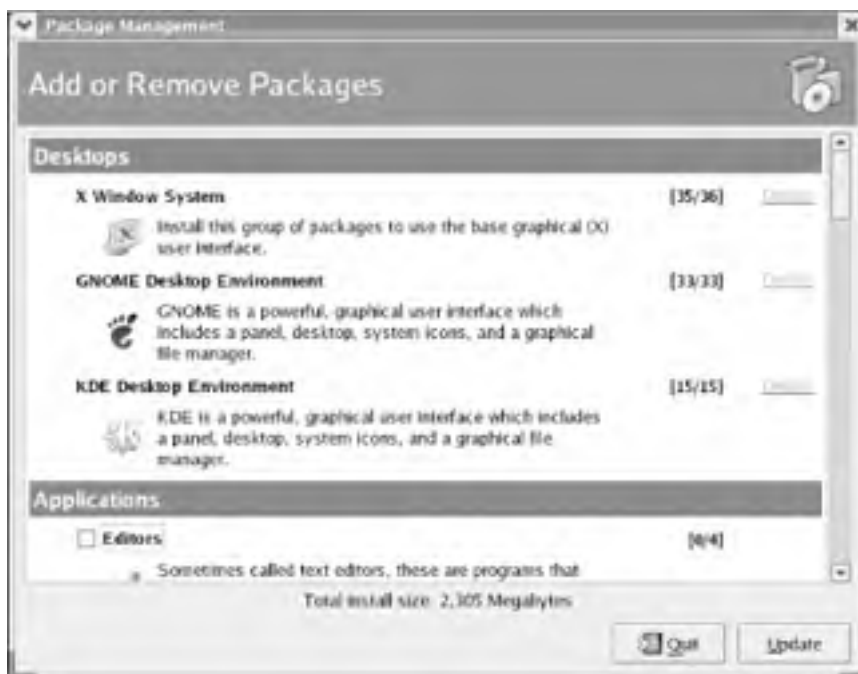 Package Management
Add or Remove Packages
Desktops
X Window System [35/36] Details
Install this group of packages to use the base graphical (X)
user interface.
GNOME Desktop Environment [33/33] Details
GNOME is a powerful, graphical user interface which
includes a panel, desktop, system icons, and a graphical
file manager.
KDE Desktop Environment [15/15] Details
KDE is a powerful, graphical user interface which includes
a panel, desktop, system icons, and a graphical file
manager.
Applications
Editors [0/4]
Sometimes called text editors, these are programs that
Total install size: 2,305 Megabytes
Quit Update